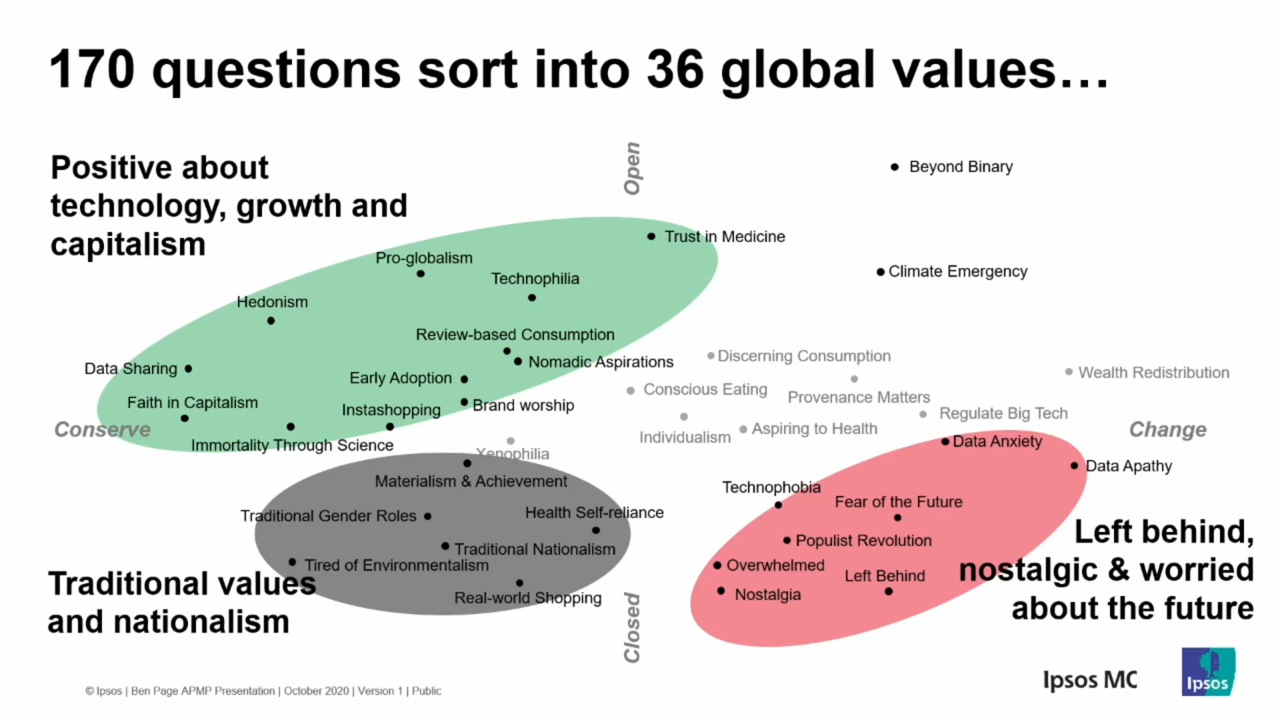 170 questions sort into 36 global values…
Positive about
technology, growth and
capitalism
Open
Beyond Binary
Trust in Medicine
Pro-globalism
Climate Emergency
Technophilia
Hedonism
Review-based Consumption
Discerning Consumption
Nomadic Aspirations
Data Sharing
Wealth Redistribution
Early Adoption
Conscious Eating
Provenance Matters
Faith in Capitalism
Instashopping
Brand worship
Regulate Big Tech
Conserve
Aspiring to Health
Change
Individualism
Immortality Through Science
Data Anxiety
Xenophilia
Data Apathy
Materialism & Achievement
Technophobia
Fear of the Future
Traditional Gender Roles
Health Self-reliance
Left behind,
Populist Revolution
Traditional Nationalism
Tired of Environmentalism
Overwhelmed
nostalgic & worried
Left Behind
Traditional values
Nostalgia
Real-world Shopping
about the future
and nationalism
Closed
Ipsos MC
Ipsos
© Ipsos | Ben Page APMP Presentation | October 2020 | Version 1 | Public